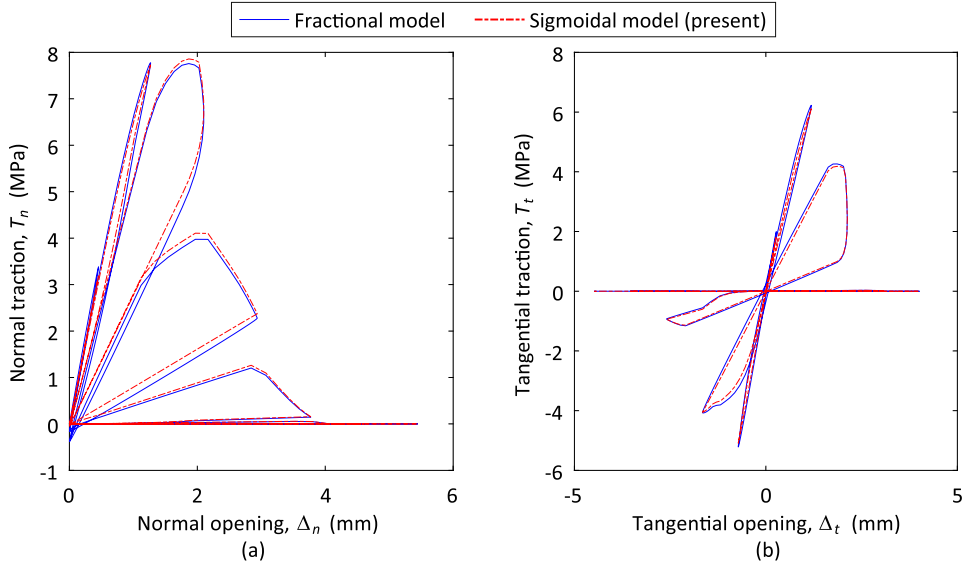 Fractional model Sigmoidal model (present)
8
7
6
5
4
3
2
1
0
-1
Normal traction, Tn (MPa)
0 2 4 6
Normal opening, Δn (mm)
(a)
8
6
4
2
0
-2
-4
-6
Tangential traction, Tt (MPa)
-5 0 5
Tangential opening, Δt (mm)
(b)